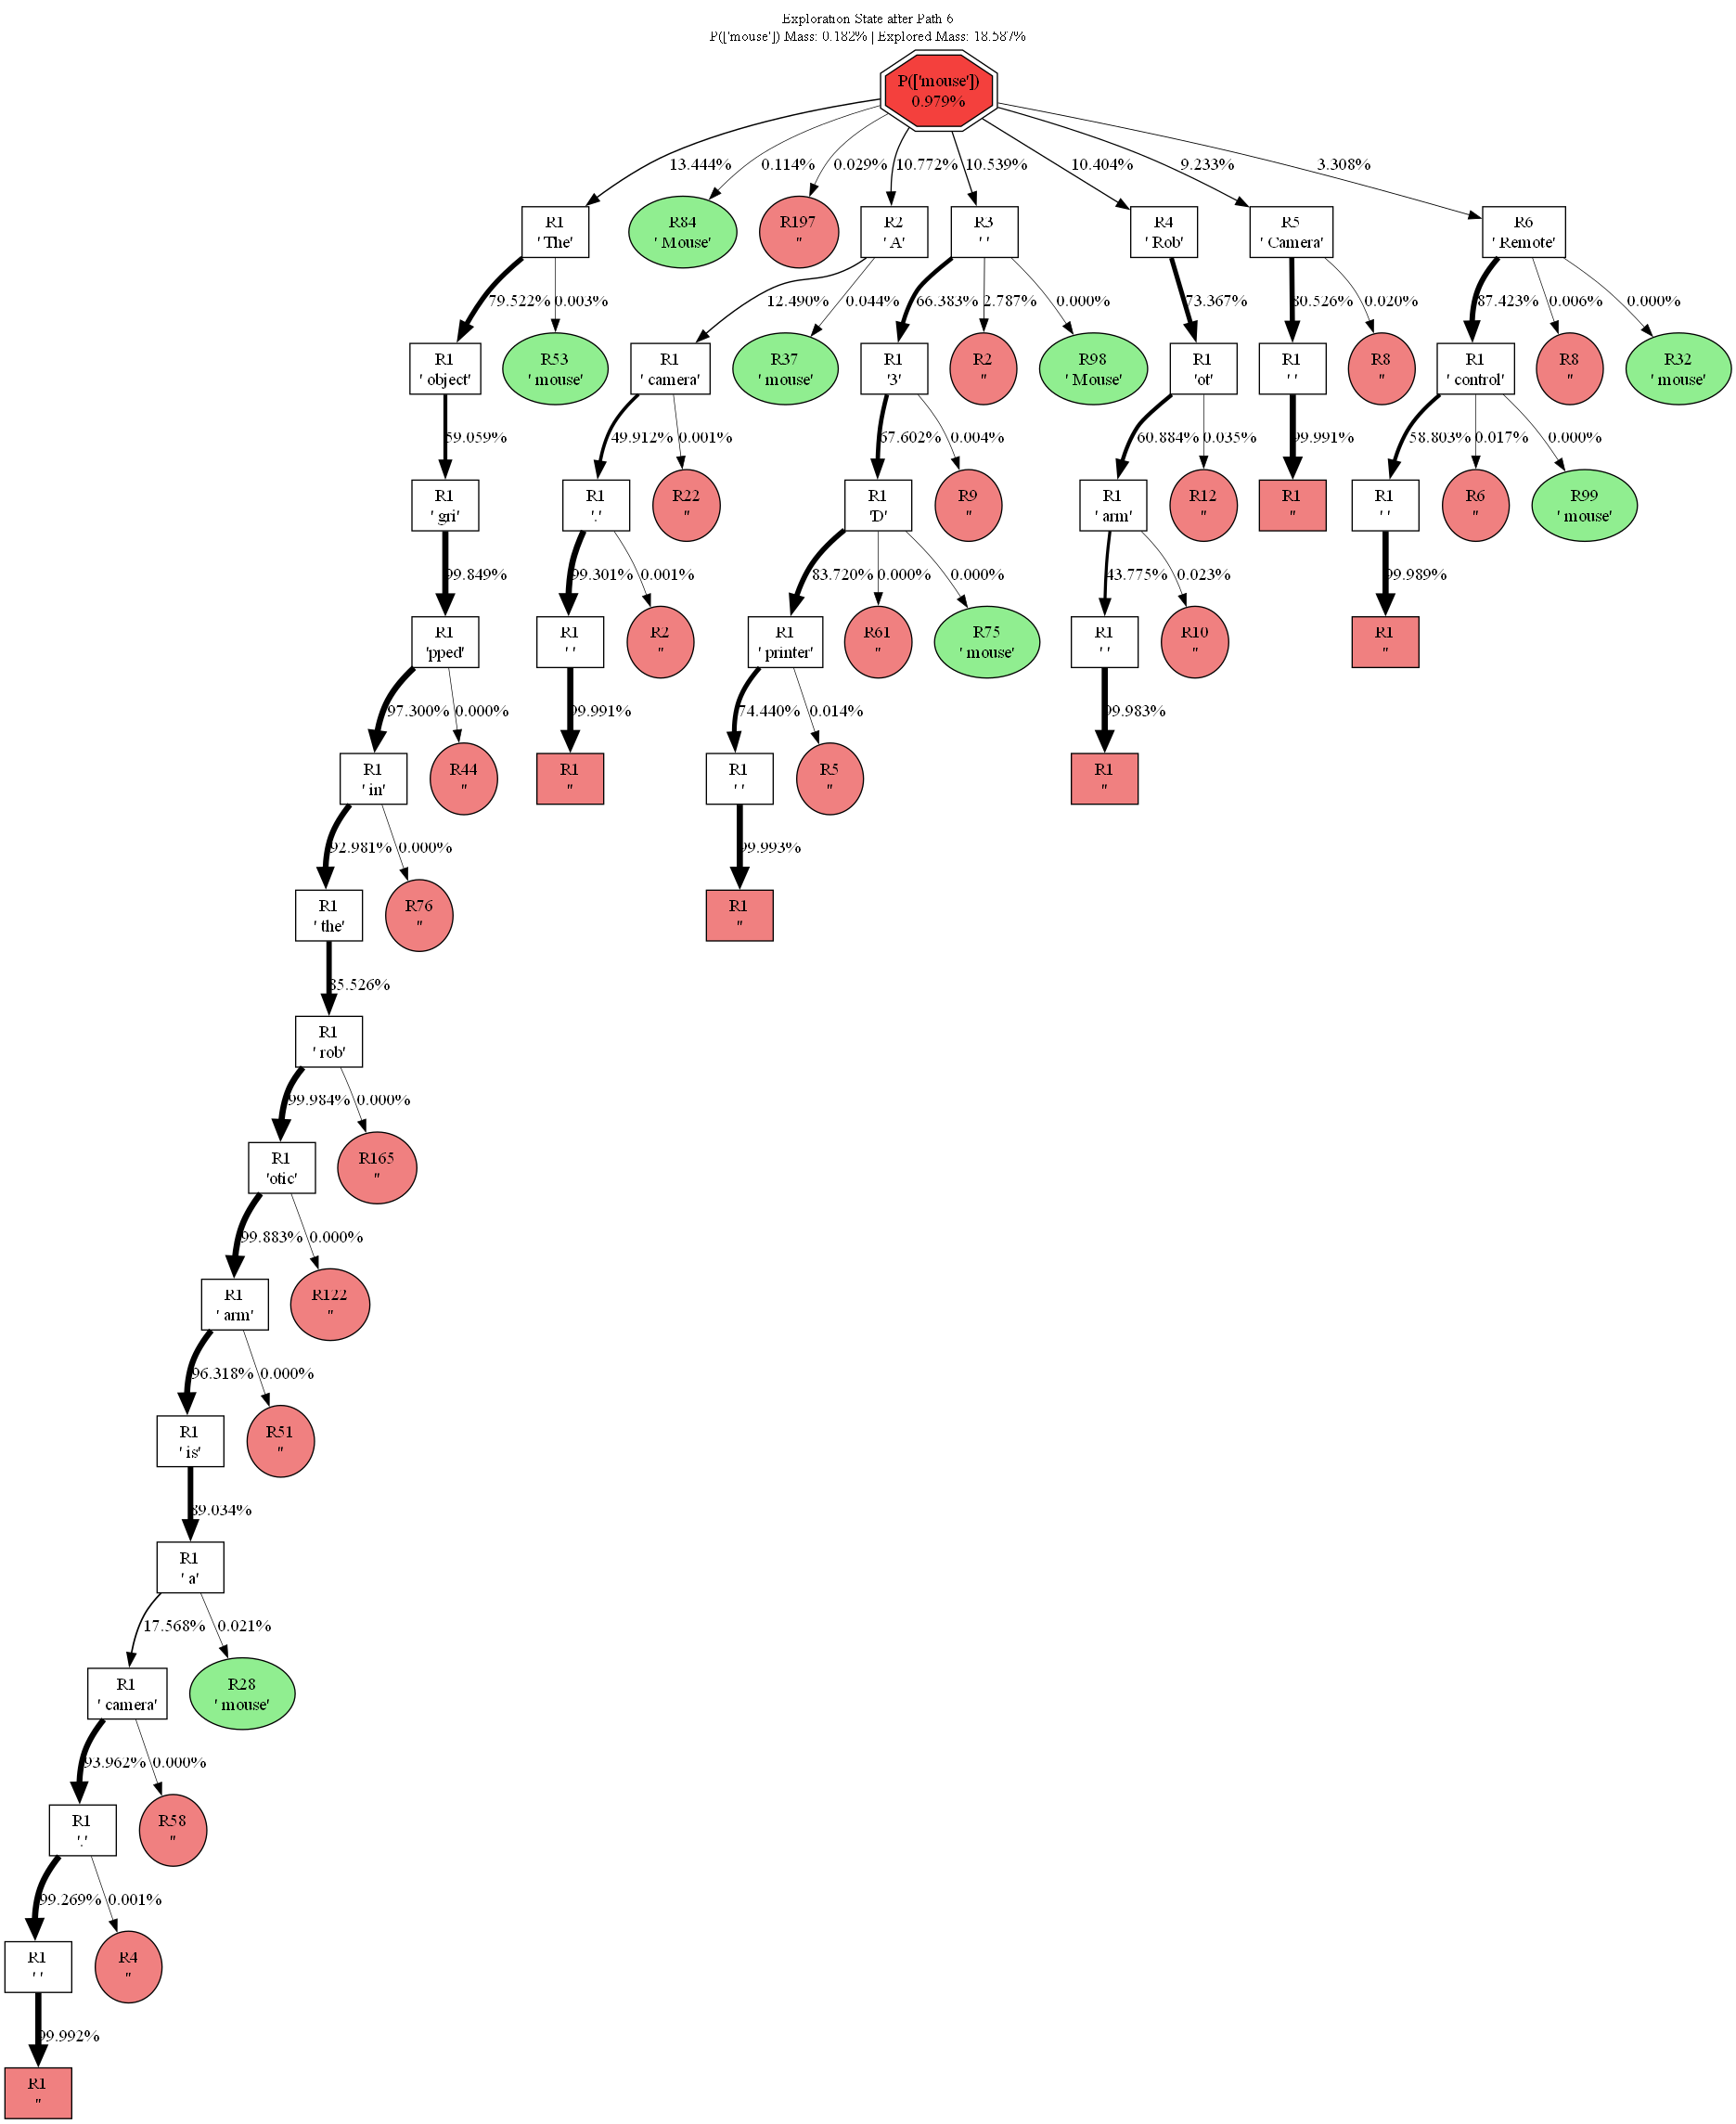 Exploration State after Path 6
P(['mouse']) Mass: 0.182% | Explored Mass: 18.587%
P(['mouse'])
0.979%
13.444% 0.114% 0.029% 10.772% 10.539% 10.404% 9.233% 3.308%
R1 R84 R197 R2 R3 R4 R5 R6
' The' ' Mouse' '' ' A' ' ' ' Rob' ' Camera' ' Remote'
79.522% 0.003% 12.490% 0.044% 66.383% 2.787% 0.000% 73.367% 80.526% 0.020% 87.423% 0.006% 0.000%
R1 R53 R1 R37 R1 R2 R98 R1 R1 R8 R1 R8 R32
' object' ' mouse' ' camera' ' mouse' '3' '' ' Mouse' 'ot' ' ' '' ' control' '' ' mouse'
59.059% 49.912% 0.001% 67.602% 0.004% 60.884% 0.035% 99.991% 58.803% 0.017% 0.000%
R1 R1 R22 R1 R9 R1 R12 R1 R1 R6 R99
' gri' '.' '' 'D' '' ' arm' '' '' ' ' '' ' mouse'
99.849% 99.301% 0.001% 83.720% 0.000% 0.000% 43.775% 0.023% 99.989%
R1 R1 R2 R1 R61 R75 R1 R10 R1
'pped' ' ' '' ' printer' '' ' mouse' ' ' '' ''
97.300% 0.000% 99.991% 74.440% 0.014% 99.983%
R1 R44 R1 R1 R5 R1
' in' '' '' ' ' '' ''
92.981% 0.000% 99.993%
R1 R76 R1
' the' '' ''
85.526%
R1
' rob'
99.984% 0.000%
R1 R165
'otic' ''
99.883% 0.000%
R1 R122
' arm' ''
96.318% 0.000%
R1 R51
' is' ''
89.034%
R1
' a'
17.568% 0.021%
R1 R28
' camera' ' mouse'
93.962% 0.000%
R1 R58
'.' ''
99.269% 0.001%
R1 R4
' ' ''
99.992%
R1
''